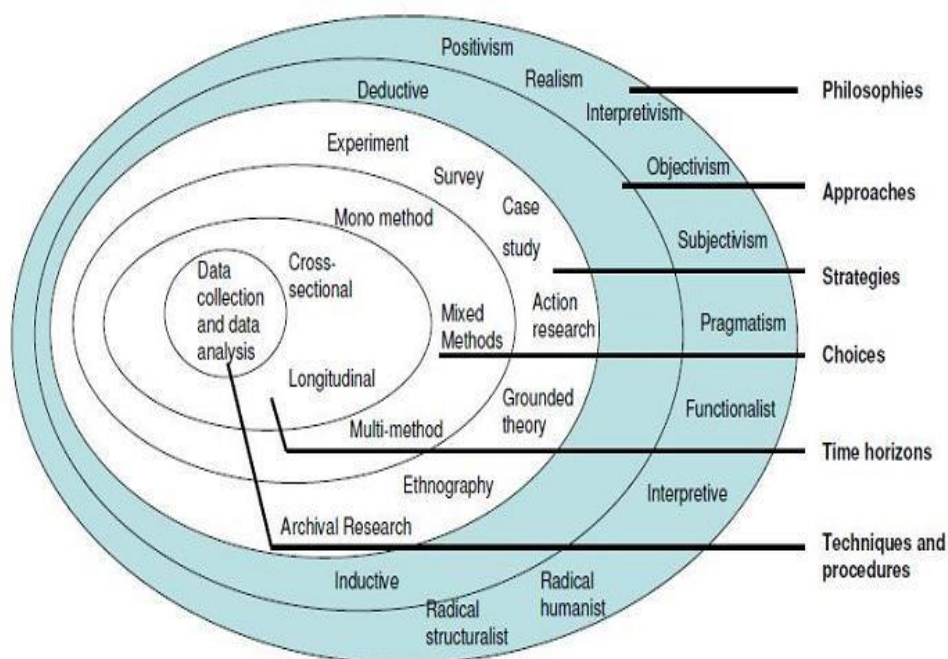 Positivism
Realism
Interpretivism
Objectivism
Subjectivism
Pragmatism
Functionalist
Interpretive
Radical
humanist
Radical
structuralist
Deductive
Inductive
Experiment
Survey
Case
study
Action
research
Grounded
theory
Ethnography
Archival Research
Mono method
Mixed
Methods
Multi-method
Cross-
sectional
Longitudinal
Data
collection
and data
analysis
Philosophies
Approaches
Strategies
Choices
Time horizons
Techniques and
procedures